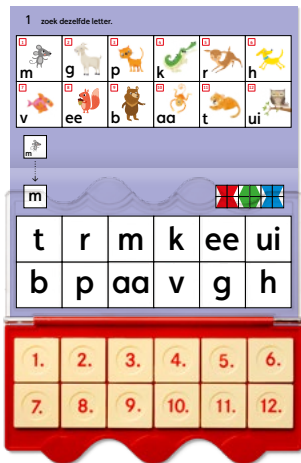 1 zoek dezelfde letter.
1 2 3 4 5 6
m g p k r h
7 8 9 10 11 12
v ee b aa t ui
m
m
t r m k ee ui
b p aa v g h
1. 2. 3. 4. 5. 6.
7. 8. 9. 10. 11. 12.